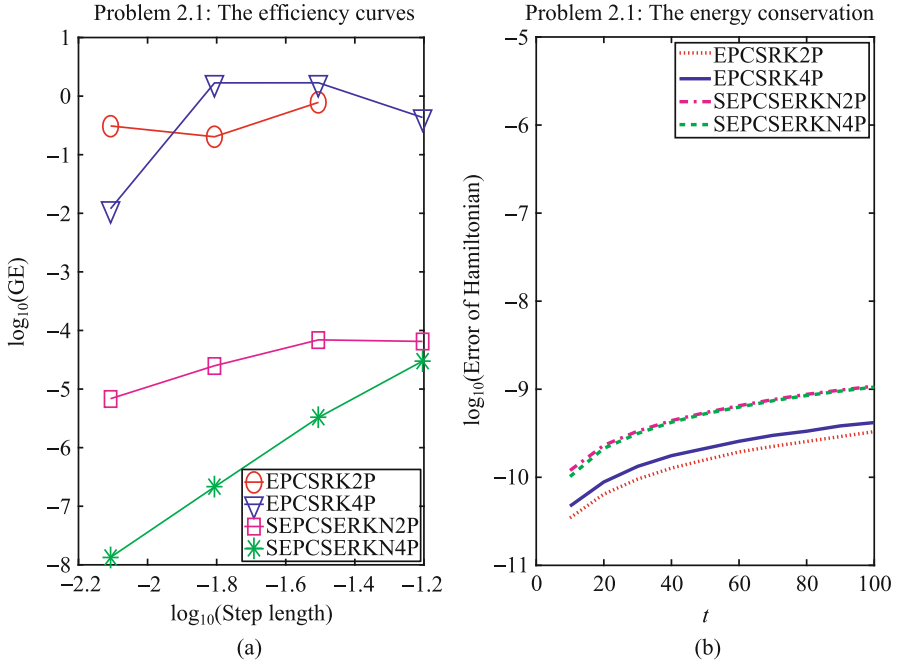 Problem 2.1: The efficiency curves
1
0
−1
−2
−3
−4
−5
−6
−7
−8
log10(GE)
EPCSRK2P
EPCSRK4P
SEPCSERKN2P
SEPCSERKN4P
−2.2 −2 −1.8 −1.6 −1.4 −1.2
log10(Step length)
(a)
Problem 2.1: The energy conservation
−5
−6
−7
−8
−9
−10
−11
log10(Error of Hamiltonian)
EPCSRK2P
EPCSRK4P
SEPCSERKN2P
SEPCSERKN4P
0 20 40 60 80 100
t
(b)